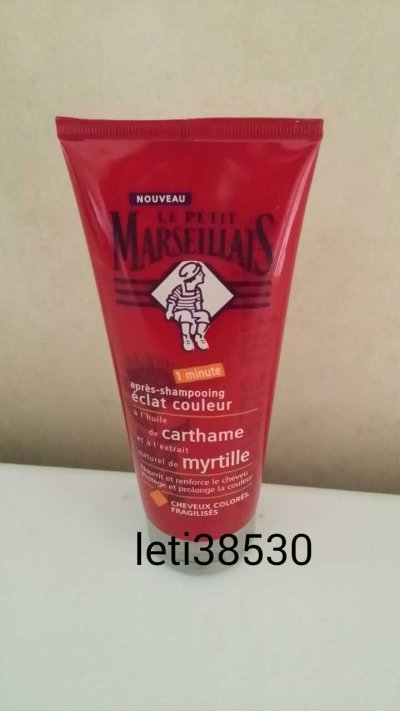 NOUVEAU
LE PETIT
MARSEILLAIS
1 minute
après-shampooing
éclat couleur
à l'huile
de carthame
et à l'extrait
naturel de myrtille
Nourrit et renforce le cheveu
Protège et prolonge la couleur
CHEVEUX COLORÉS,
FRAGILISÉS
leti38530